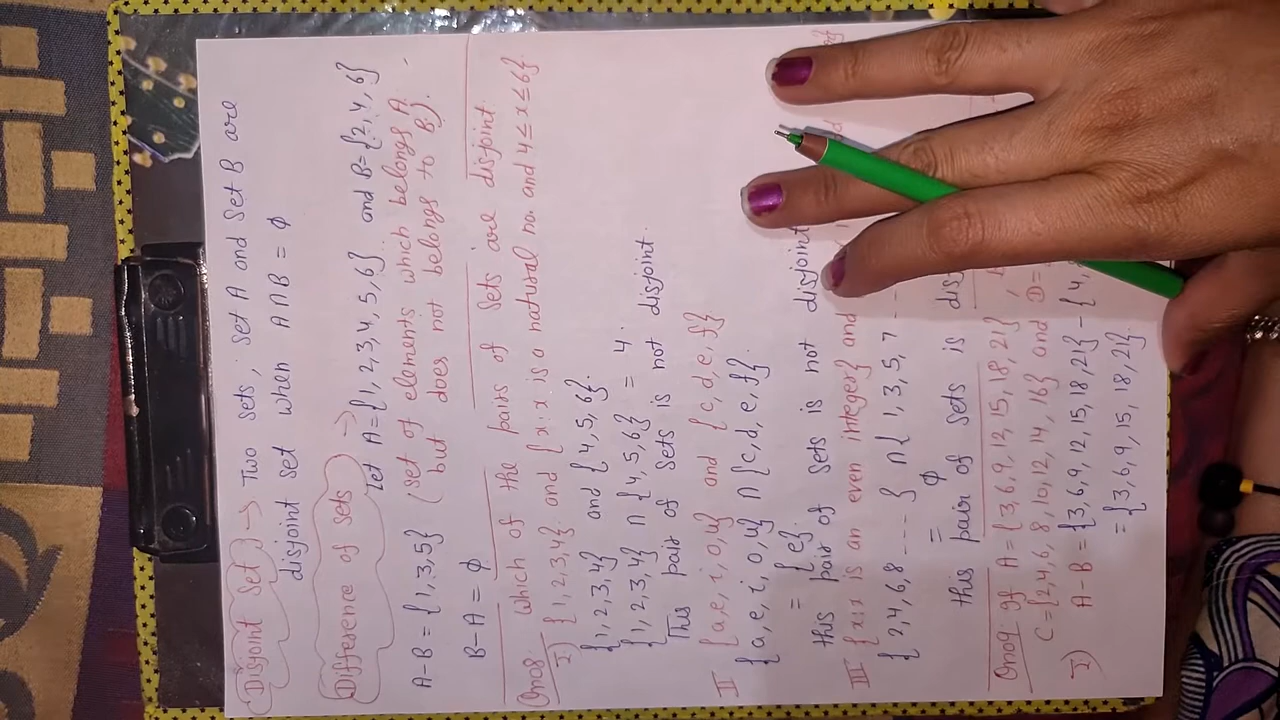 Disjoint Set → Two sets, set A and set B are
disjoint set when A ∩ B = ϕ
Difference of sets →
Let A = {1, 2, 3, 4, 5, 6} and B = {2, 4, 6}
A-B = {1, 3, 5} (set of elements which belongs A
but does not belongs to B).
B-A = ϕ
which of the pairs of sets are disjoint
I) {1, 2, 3, 4} and {x: x is a natural no. and 4 ≤ x ≤ 6}
{1, 2, 3, 4} and {4, 5, 6}.
{1, 2, 3, 4} ∩ {4, 5, 6} = 4
This pair of sets is not disjoint.
II {a, e, i, o, u} and {c, d, e, f}
{a, e, i, o, u} ∩ {c, d, e, f}.
= {e}.
this pair of sets is not disjoint
III {x: x is an even integer} and
{2, 4, 6, 8 ---- } ∩ {1, 3, 5, 7 - -
= ϕ
this pair of sets is
If A = {3, 6, 9, 12, 15, 18, 21},
C = {2, 4, 6, 8, 10, 12, 14, 16} and D =
I) A-B = {3, 6, 9, 12, 15, 18, 21} - {4,
= {3, 6, 9, 15, 18, 21}.